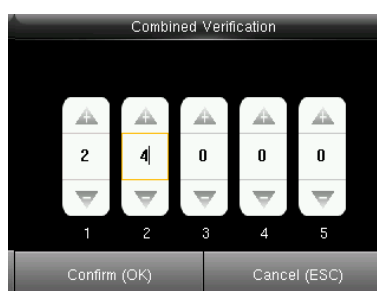 Combined Verification
+ + + + +
2 4 0 0 0
- - - - -
1 2 3 4 5
Confirm (OK) Cancel (ESC)